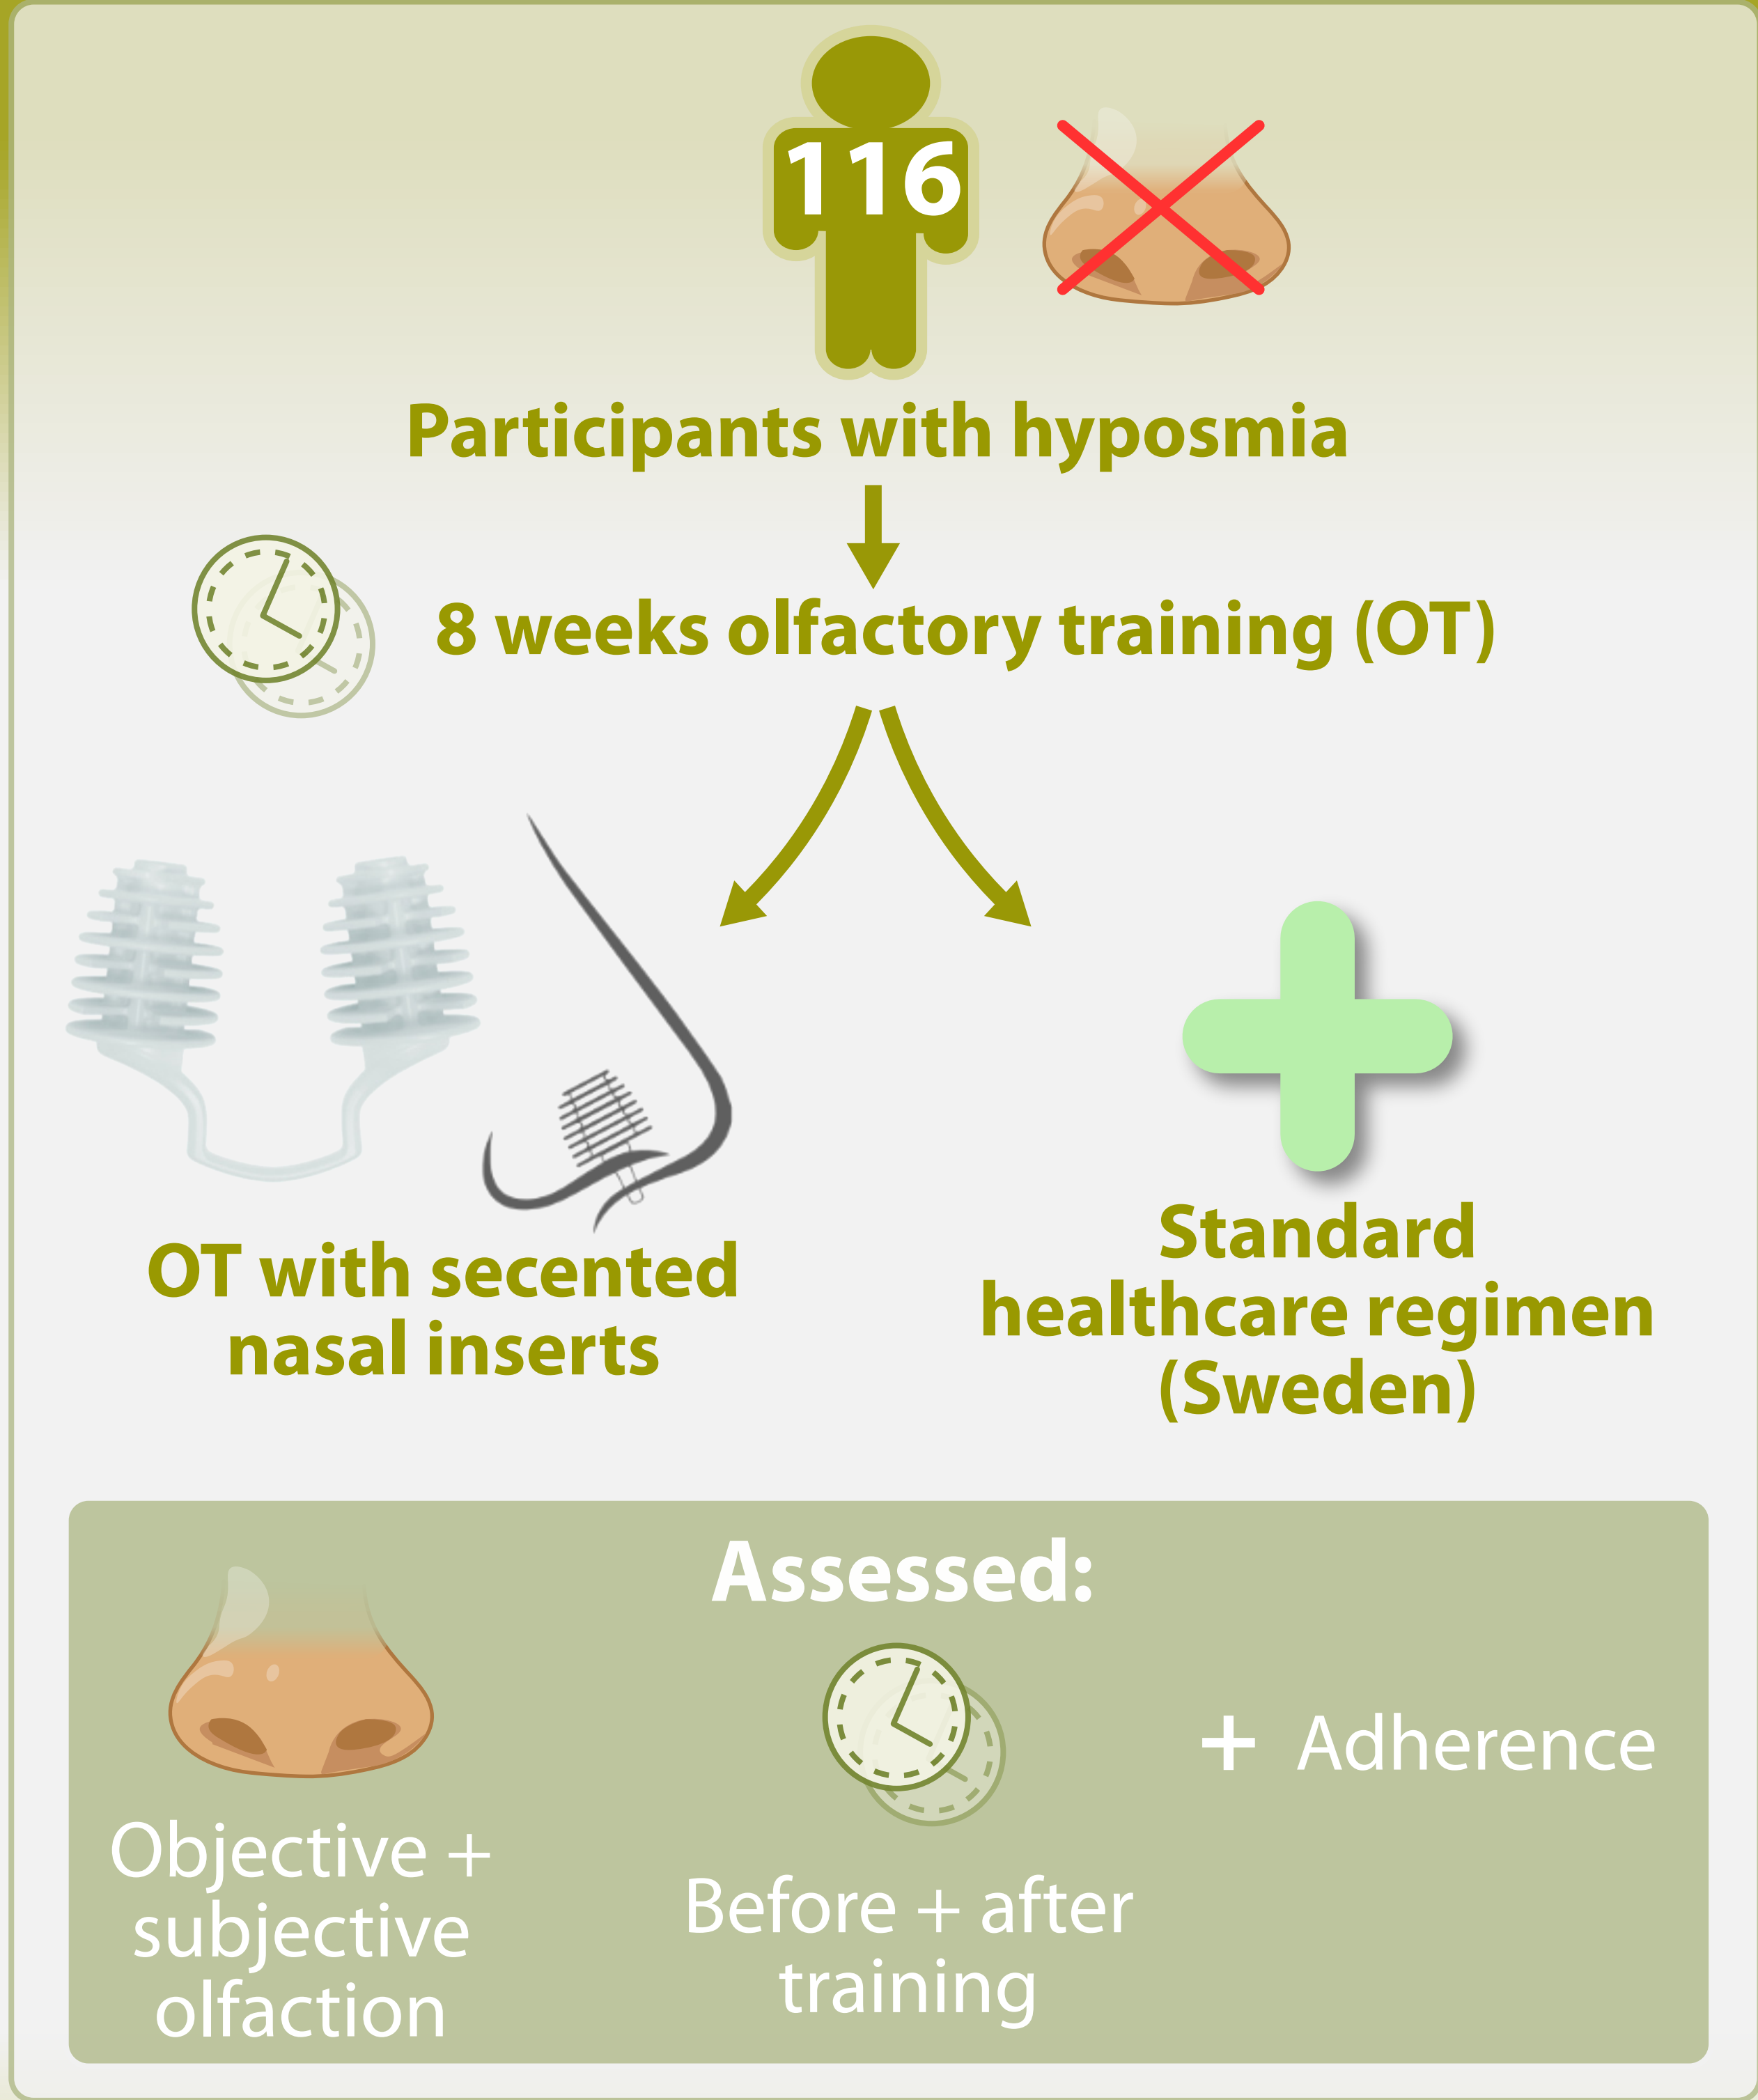 116
Participants with hyposmia
8 weeks olfactory training (OT)
OT with secented
nasal inserts
Standard
healthcare regimen
(Sweden)
Assessed:
Objective +
subjective
olfaction
Before + after
training
+ Adherence